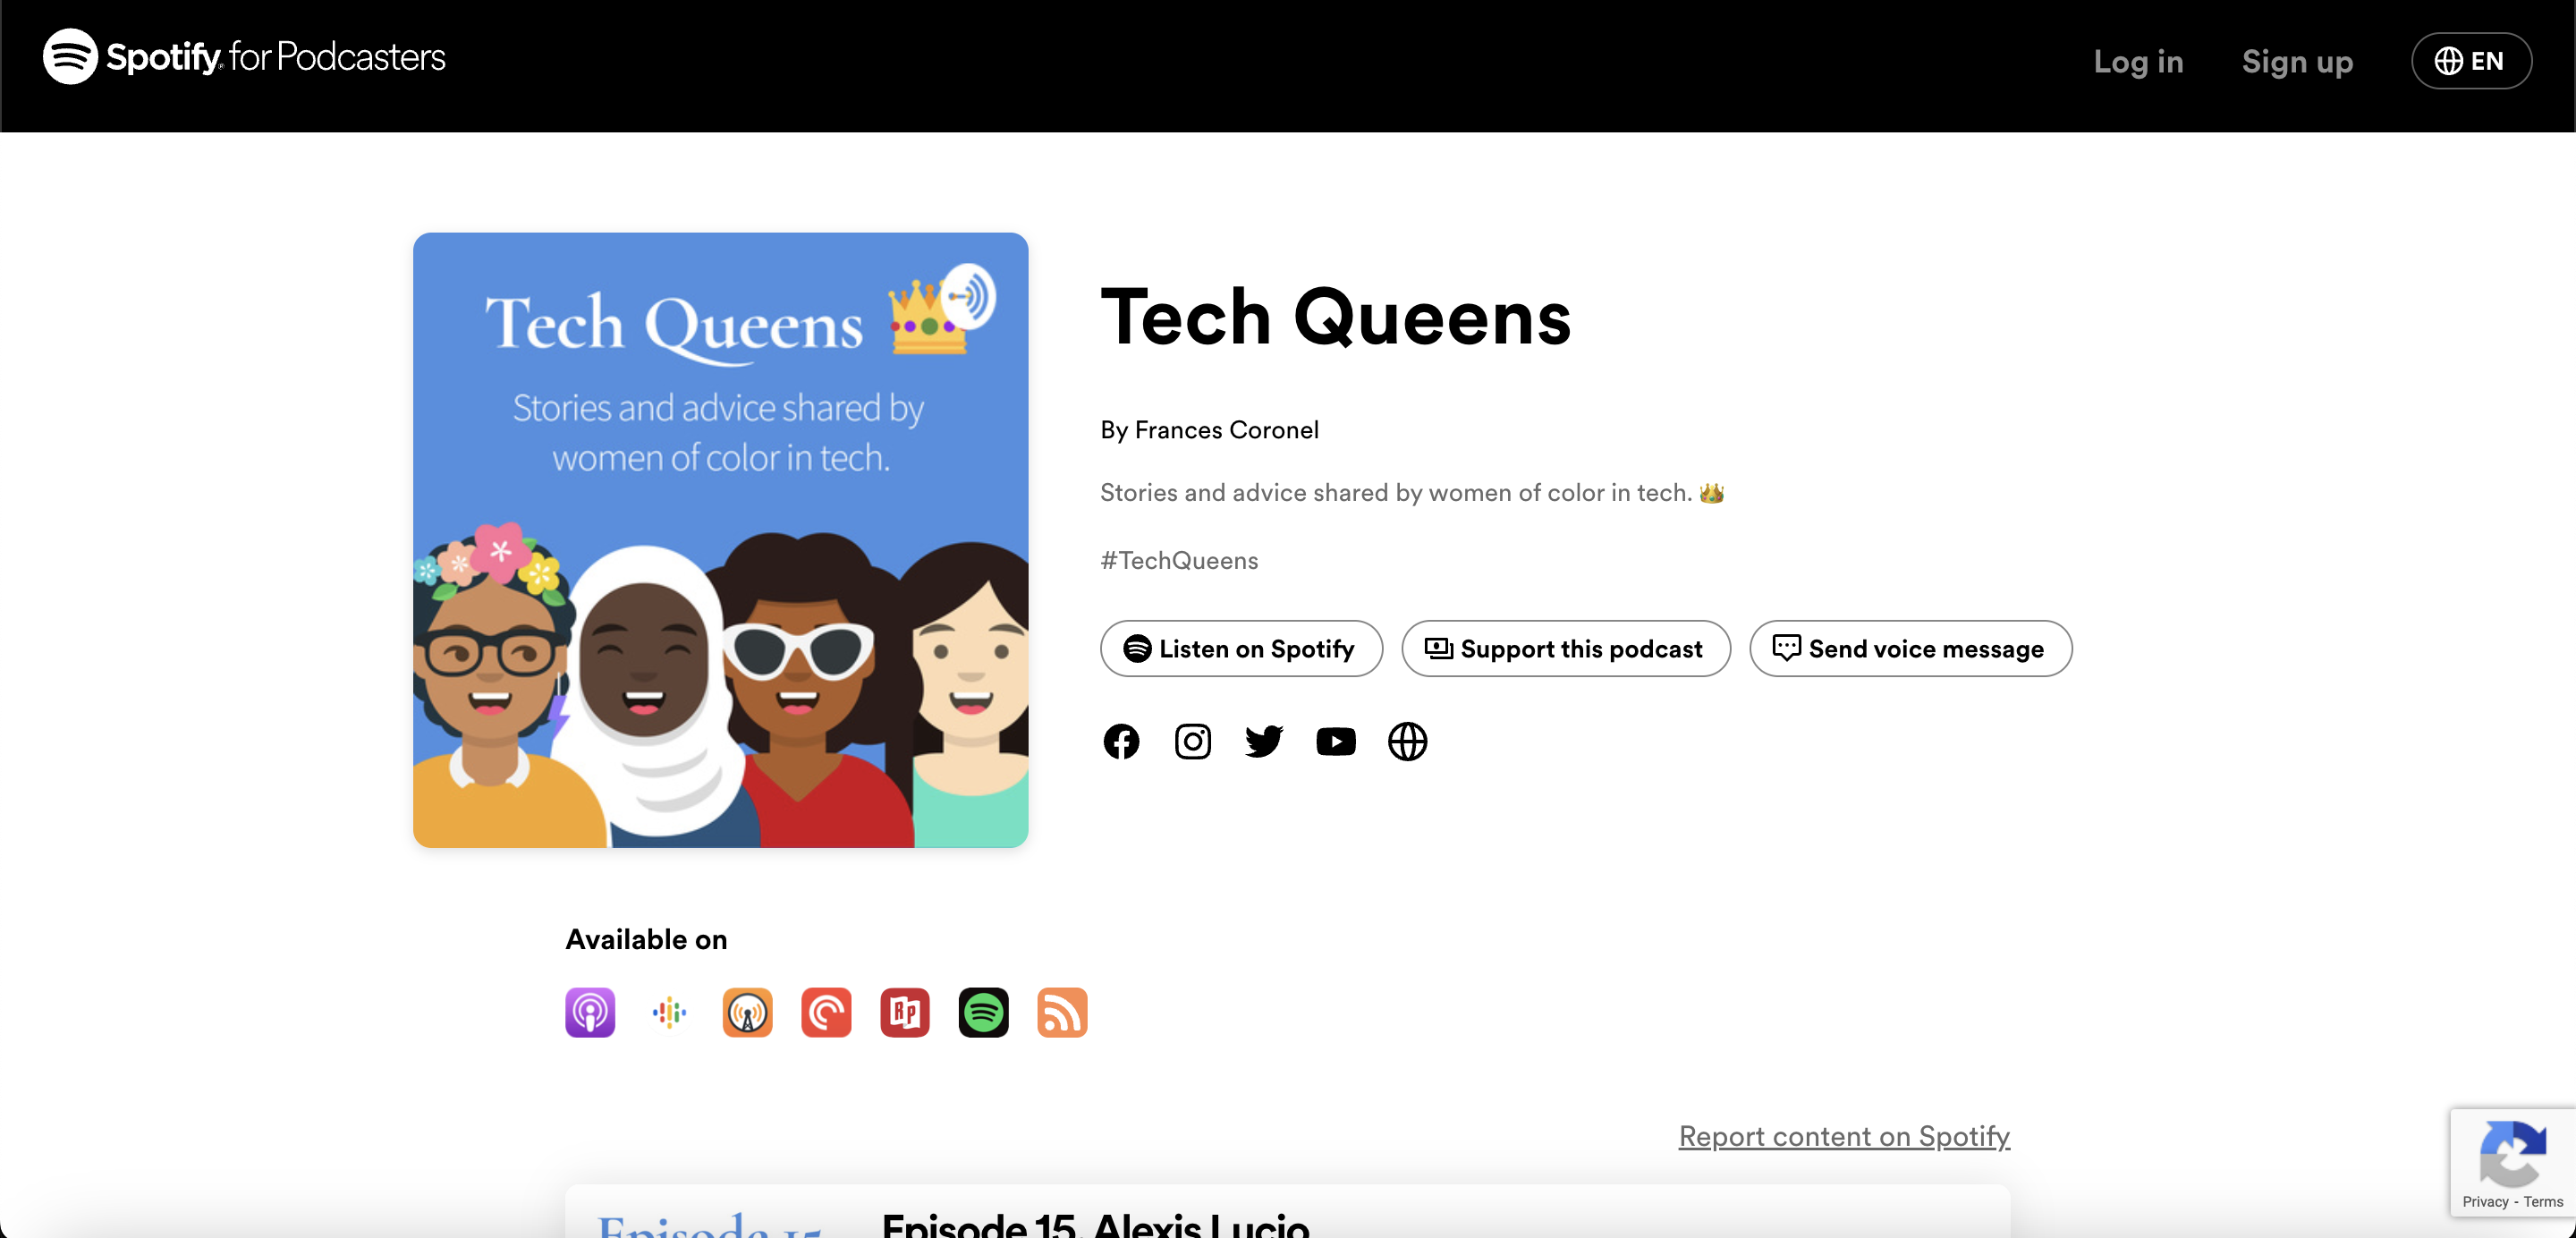 Spotify for Podcasters
Log in
Sign up
EN
Tech Queens
Stories and advice shared by
women of color in tech.
Tech Queens
By Frances Coronel
Stories and advice shared by women of color in tech. 👑
#TechQueens
Listen on Spotify
Support this podcast
Send voice message
Available on
RP
Report content on Spotify
Privacy - Terms
Episode 15
Episode 15. Alexis Lucio